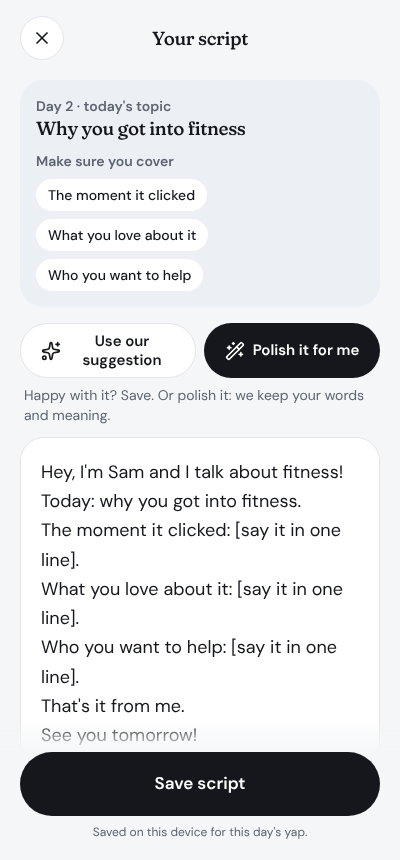 Your script
Day 2 · today's topic
Why you got into fitness
Make sure you cover
The moment it clicked
What you love about it
Who you want to help
Use our
suggestion
Polish it for me
Happy with it? Save. Or polish it: we keep your words
and meaning.
Hey, I'm Sam and I talk about fitness!
Today: why you got into fitness.
The moment it clicked: [say it in one
line].
What you love about it: [say it in one
line].
Who you want to help: [say it in one
line].
That's it from me.
See you tomorrow!
Save script
Saved on this device for this day's yap.